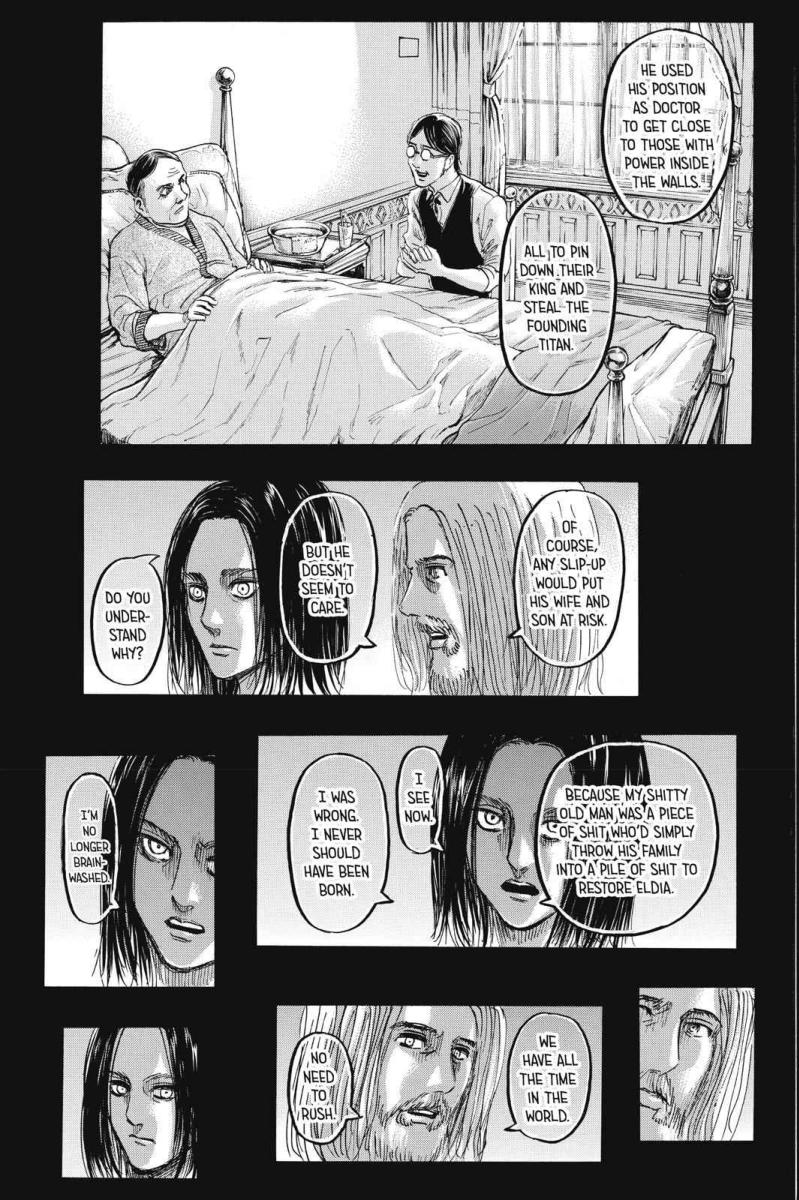 HE USED
HIS POSITION
AS DOCTOR
TO GET CLOSE
TO THOSE WITH
POWER INSIDE
THE WALLS.
ALL TO PIN
DOWN THEIR
KING AND
STEAL THE
FOUNDING
TITAN.
OF
COURSE,
ANY SLIP-UP
WOULD PUT
HIS WIFE AND
SON AT RISK.
BUT HE
DOESN'T
SEEM TO
CARE.
DO YOU
UNDER-
STAND
WHY?
BECAUSE MY SHITTY
OLD MAN WAS A PIECE
OF SHIT WHO'D SIMPLY
THROW HIS FAMILY
INTO A PILE OF SHIT TO
RESTORE ELDIA.
I
SEE
NOW.
I WAS
WRONG.
I NEVER
SHOULD
HAVE BEEN
BORN.
I'M
NO
LONGER
BRAIN-
WASHED.
WE
HAVE ALL
THE TIME
IN THE
WORLD.
NO
NEED
TO
RUSH.